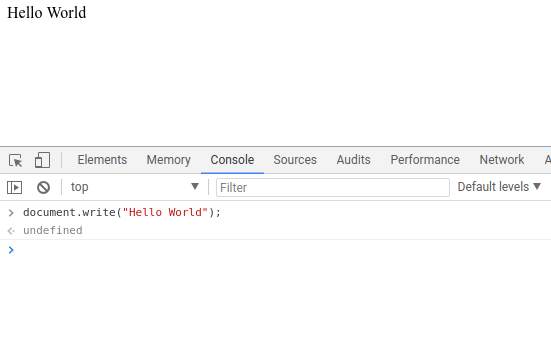 Hello World
Elements Memory Console Sources Audits Performance Network A
top Filter Default levels
document.write("Hello World");
undefined